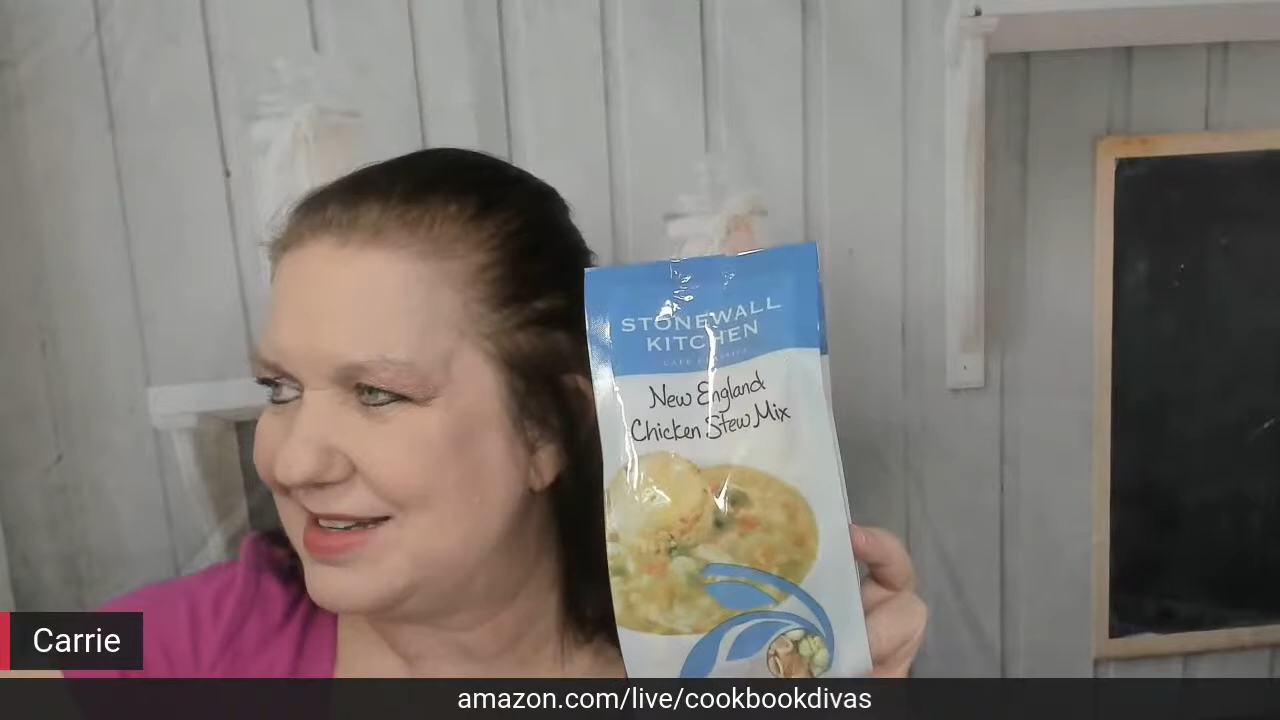 STONEWALL
KITCHEN
New England
Chicken Stew Mix
Carrie
amazon.com/live/cookbookdivas